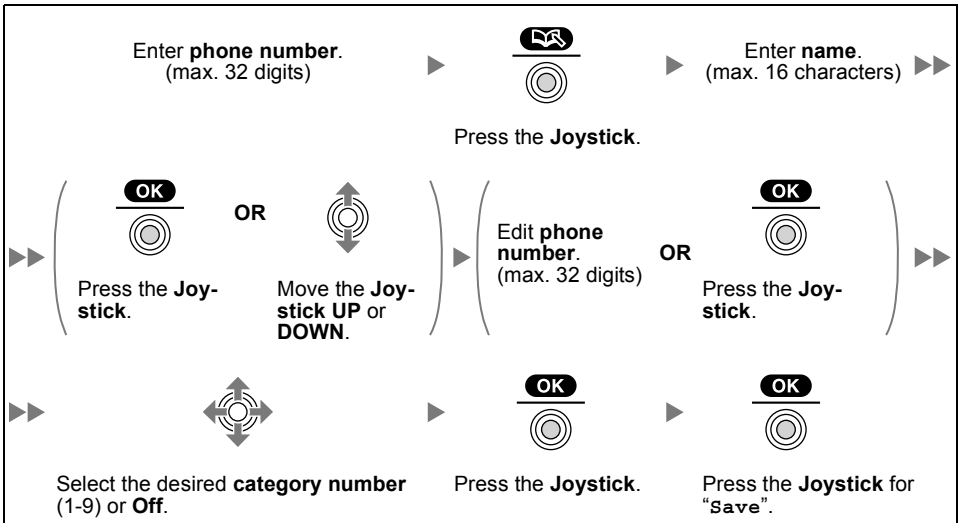 Enter phone number.
(max. 32 digits)
Press the Joystick.
Enter name.
(max. 16 characters)
OK
Press the Joy-
stick.
OR
Move the Joy-
stick UP or
DOWN.
Edit phone
number.
(max. 32 digits)
OR
OK
Press the Joy-
stick.
Select the desired category number
(1-9) or Off.
OK
Press the Joystick.
OK
Press the Joystick for
“Save”.